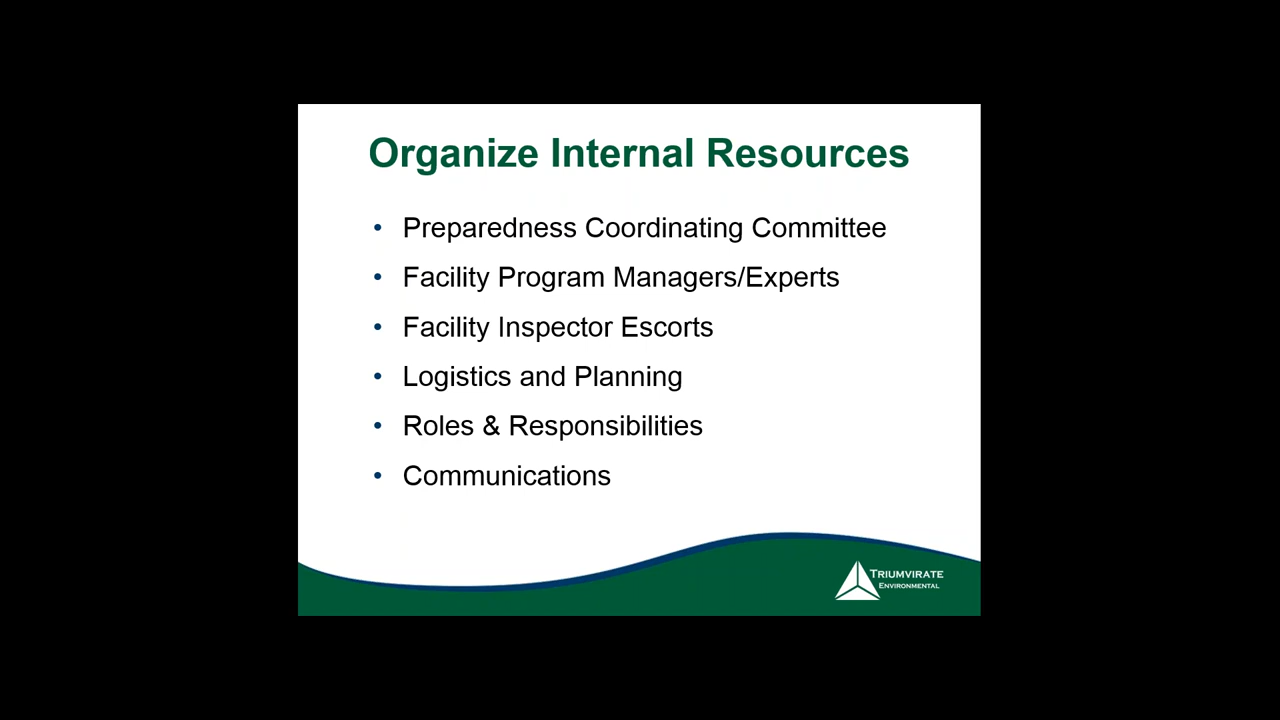 Organize Internal Resources
• Preparedness Coordinating Committee
• Facility Program Managers/Experts
• Facility Inspector Escorts
• Logistics and Planning
• Roles & Responsibilities
• Communications
TRIUMVIRATE
ENVIRONMENTAL